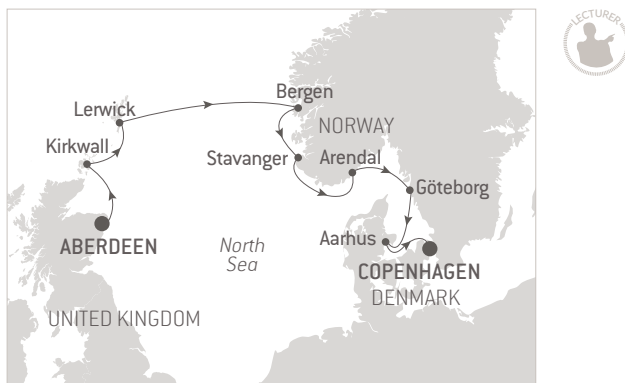 LECTURER
Bergen
Lerwick
NORWAY
Kirkwall
Stavanger
Arendal
Göteborg
Aarhus
North
Sea
ABERDEEN
COPENHAGEN
DENMARK
UNITED KINGDOM